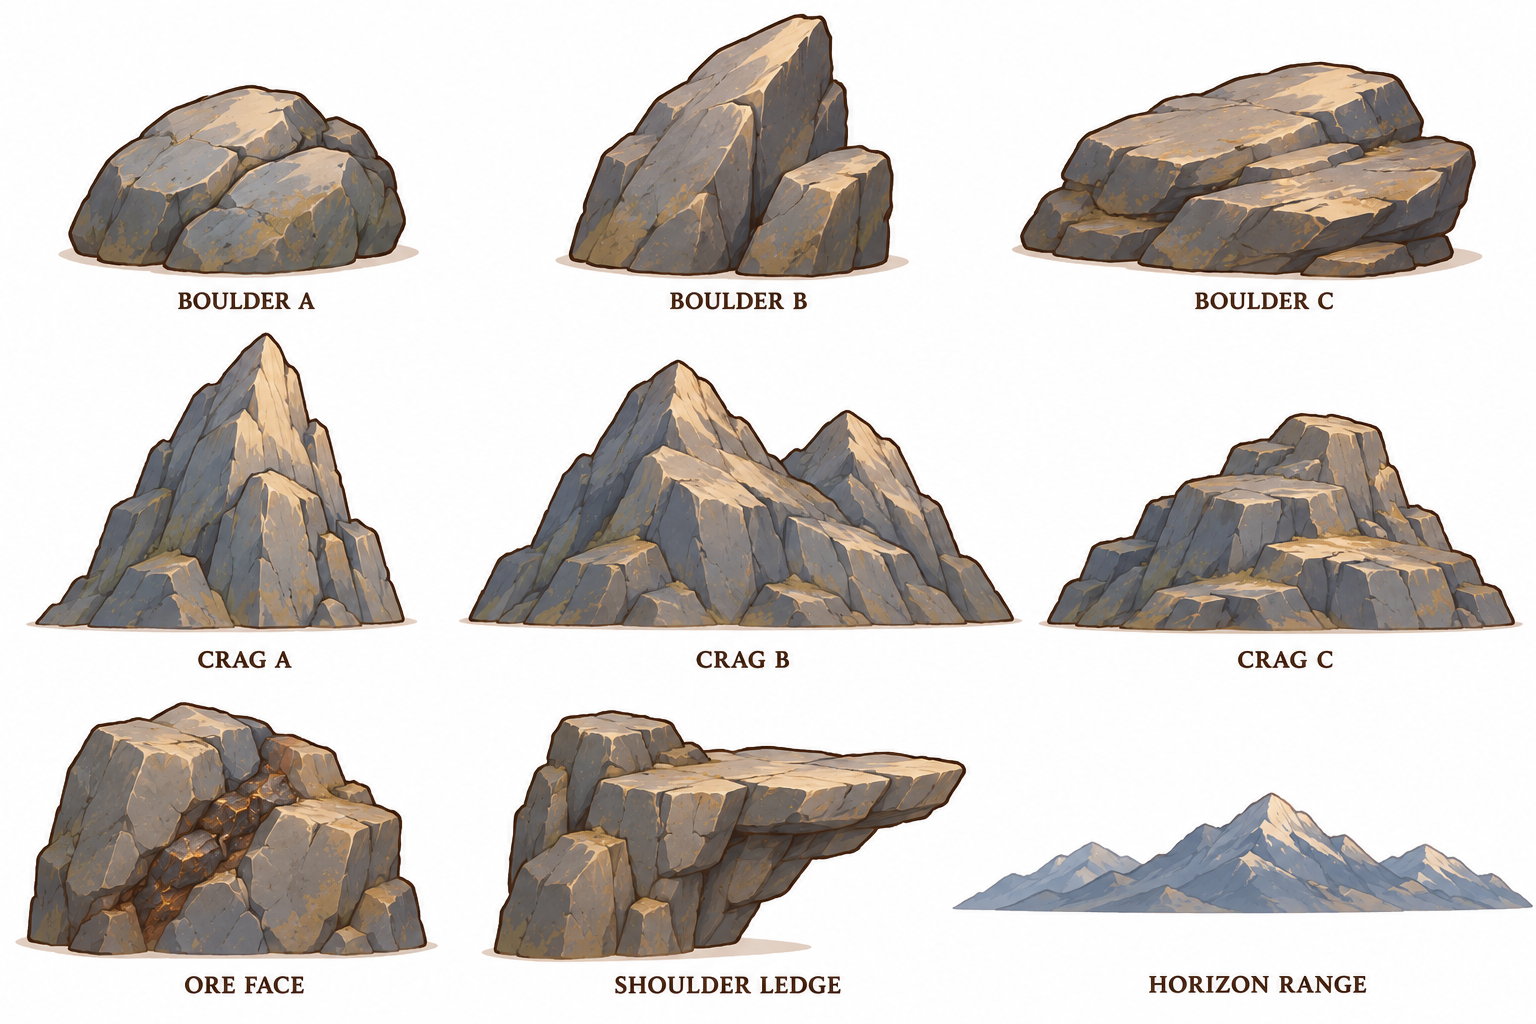 BOULDER A
BOULDER B
BOULDER C
CRAG A
CRAG B
CRAG C
ORE FACE
SHOULDER LEDGE
HORIZON RANGE